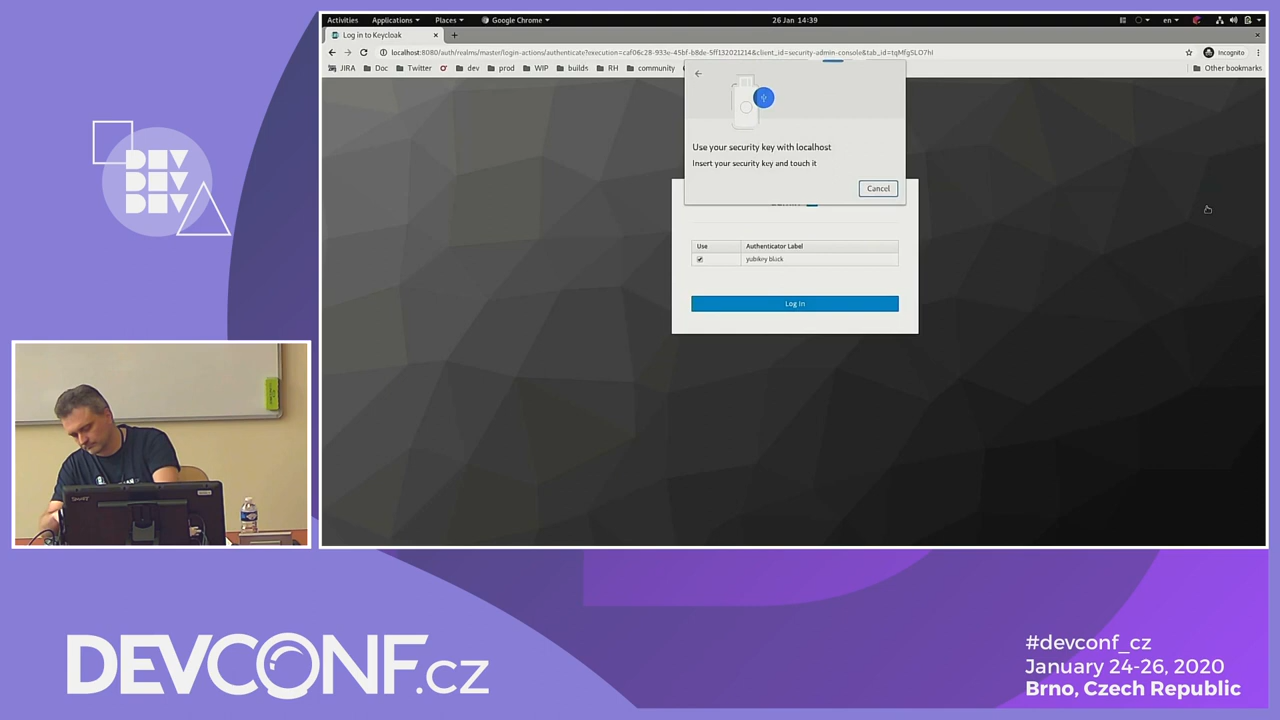 Activities Applications Places Google Chrome 26 Jan 14:39 en
Log in to Keycloak
localhost:8080/auth/realms/master/login-actions/authenticate?execution=caf06c28-933e-45bf-b8de-5ff132021214&client_id=security-admin-console&tab_id=tqMfgSLO7hI
Incognito
JIRA Doc Twitter dev prod WIP builds RH community Other bookmarks
Use your security key with localhost
Insert your security key and touch it
Cancel
Use Authenticator Label
yubikey black
Log In
DEV
DEV
DEV
DEVCONF.cz
#devconf_cz
January 24-26, 2020
Brno, Czech Republic